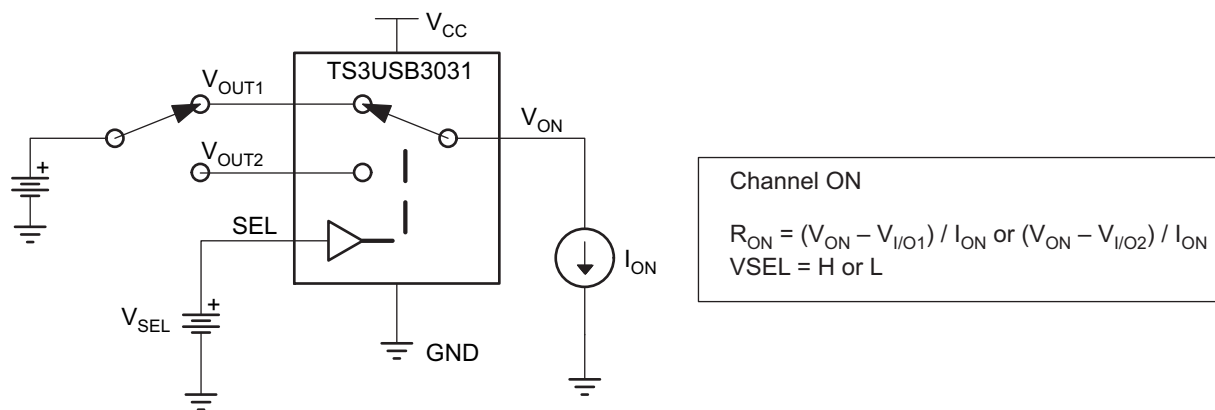 V_CC
TS3USB3031
V_OUT1
V_ON
V_OUT2
SEL
I_ON
V_SEL
GND
+
+
Channel ON
R_ON = (V_ON – V_I/O1) / I_ON or (V_ON – V_I/O2) / I_ON
VSEL = H or L